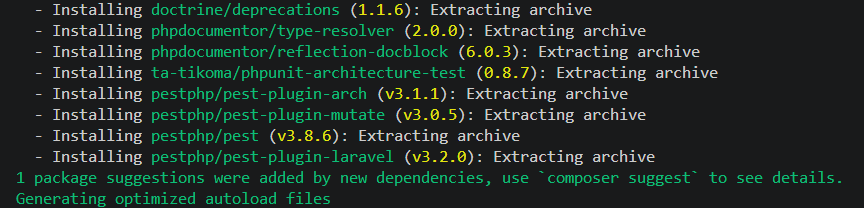 - Installing doctrine/deprecations (1.1.6): Extracting archive
- Installing phpdocumentor/type-resolver (2.0.0): Extracting archive
- Installing phpdocumentor/reflection-docblock (6.0.3): Extracting archive
- Installing ta-tikoma/phpunit-architecture-test (0.8.7): Extracting archive
- Installing pestphp/pest-plugin-arch (v3.1.1): Extracting archive
- Installing pestphp/pest-plugin-mutate (v3.0.5): Extracting archive
- Installing pestphp/pest (v3.8.6): Extracting archive
- Installing pestphp/pest-plugin-laravel (v3.2.0): Extracting archive
1 package suggestions were added by new dependencies, use `composer suggest` to see details.
Generating optimized autoload files